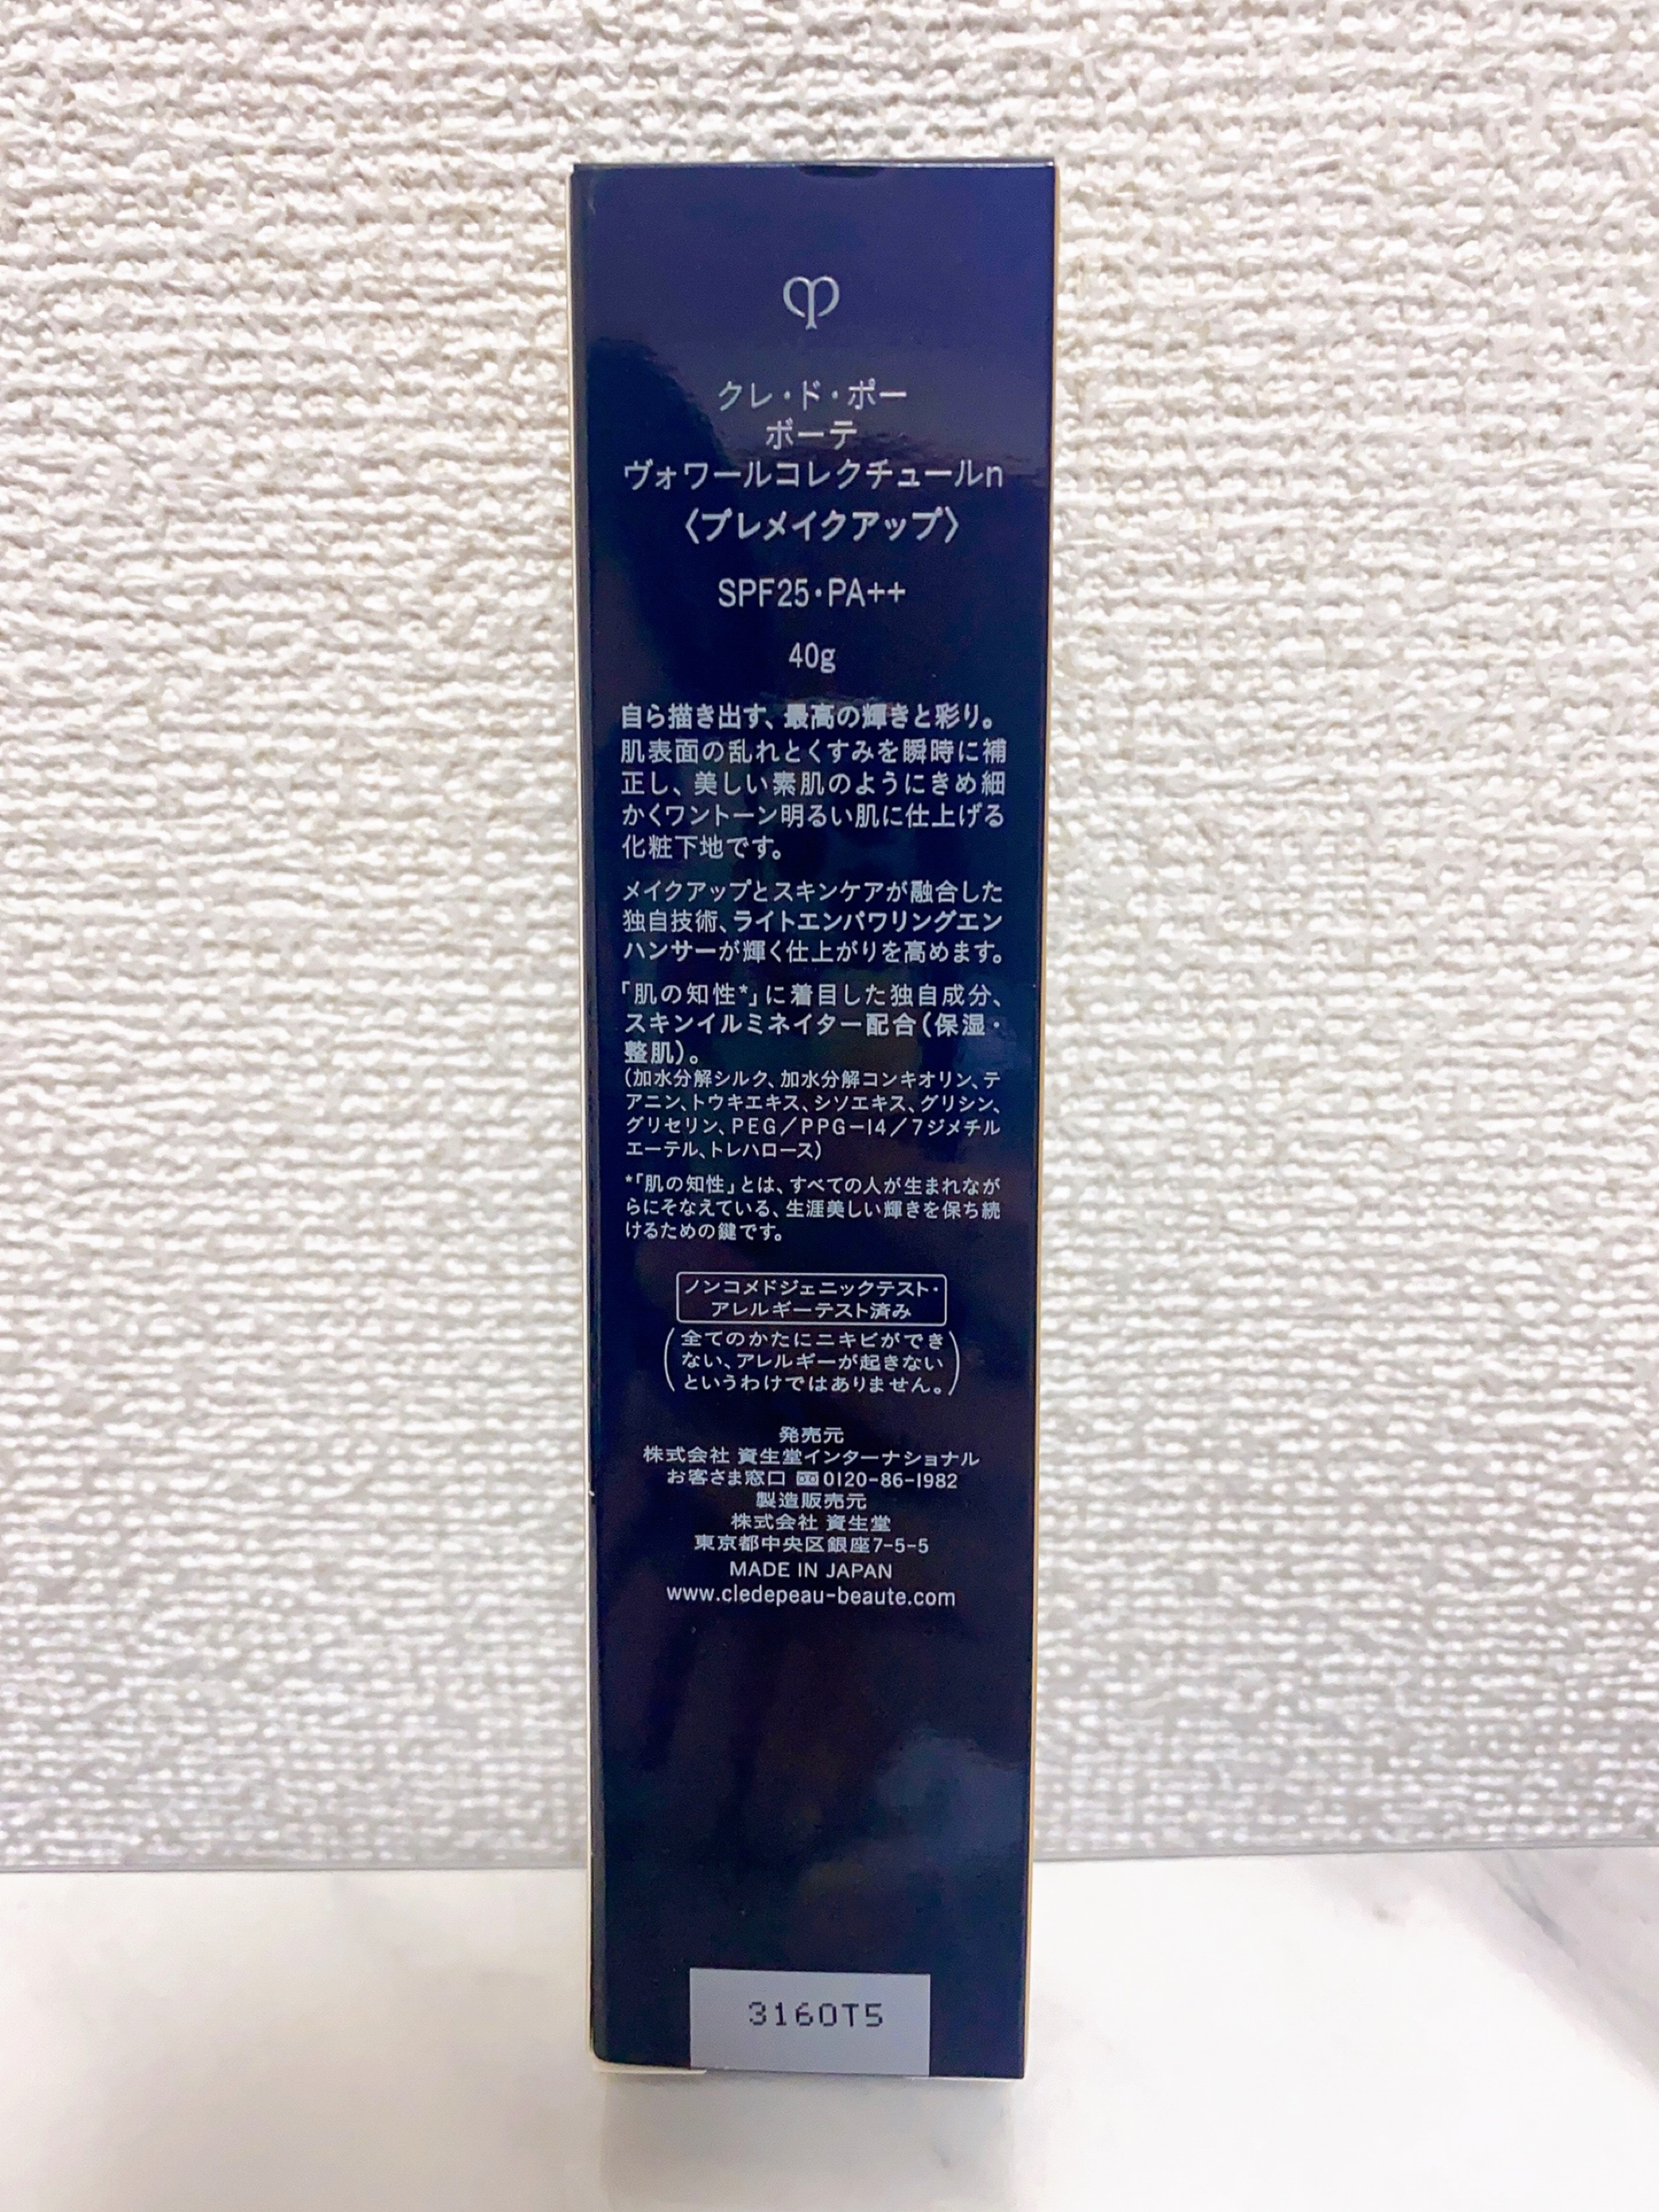 クレ・ド・ポー
ボーテ
ヴォワールコレクチュールn
〈プレメイクアップ〉
SPF25・PA++
40g
自ら描き出す、最高の輝きと彩り。
肌表面の乱れとくすみを瞬時に補
正し、美しい素肌のようにきめ細
かくワントーン明るい肌に仕上げる
化粧下地です。
メイクアップとスキンケアが融合した
独自技術、ライトエンパワリングエン
ハンサーが輝く仕上がりを高めます。
「肌の知性*」に着目した独自成分、
スキンイルミネイター配合(保湿・
整肌)。
(加水分解シルク、加水分解コンキオリン、テ
アニン、トウキエキス、シソエキス、グリシン、
グリセリン、PEG/PPG-14/7ジメチル
エーテル、トレハロース)
*「肌の知性」とは、すべての人が生まれなが
らにそなえている、生涯美しい輝きを保ち続
けるための鍵です。
ノンコメドジェニックテスト・
アレルギーテスト済み
(全てのかたにニキビができ
ない、アレルギーが起きない
というわけではありません。)
発売元
株式会社 資生堂インターナショナル
お客さま窓口 0120-86-1982
製造販売元
株式会社 資生堂
東京都中央区銀座7-5-5
MADE IN JAPAN
www.cledepeau-beaute.com
3160T5